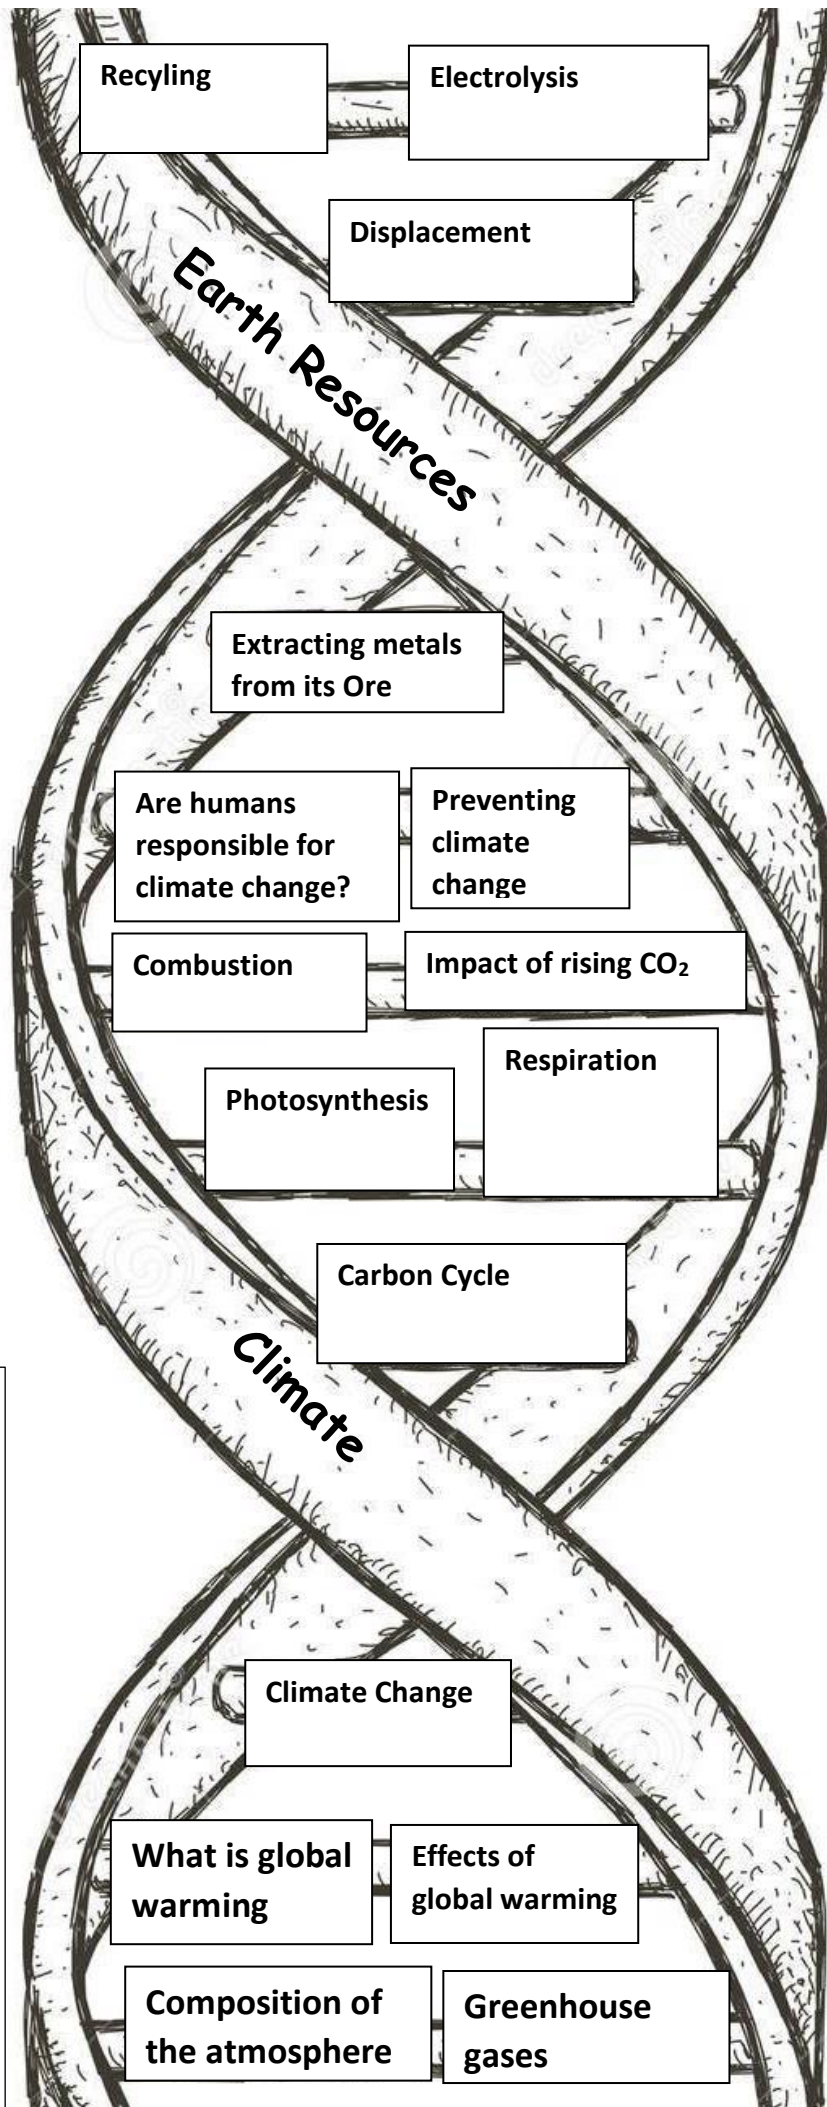 Recyling
Electrolysis
Displacement
Earth Resources
Extracting metals
from its Ore
Are humans
responsible for
climate change?
Preventing
climate
change
Combustion
Impact of rising CO₂
Respiration
Photosynthesis
Carbon Cycle
Climate
Climate Change
What is global
warming
Effects of
global warming
Composition of
the atmosphere
Greenhouse
gases